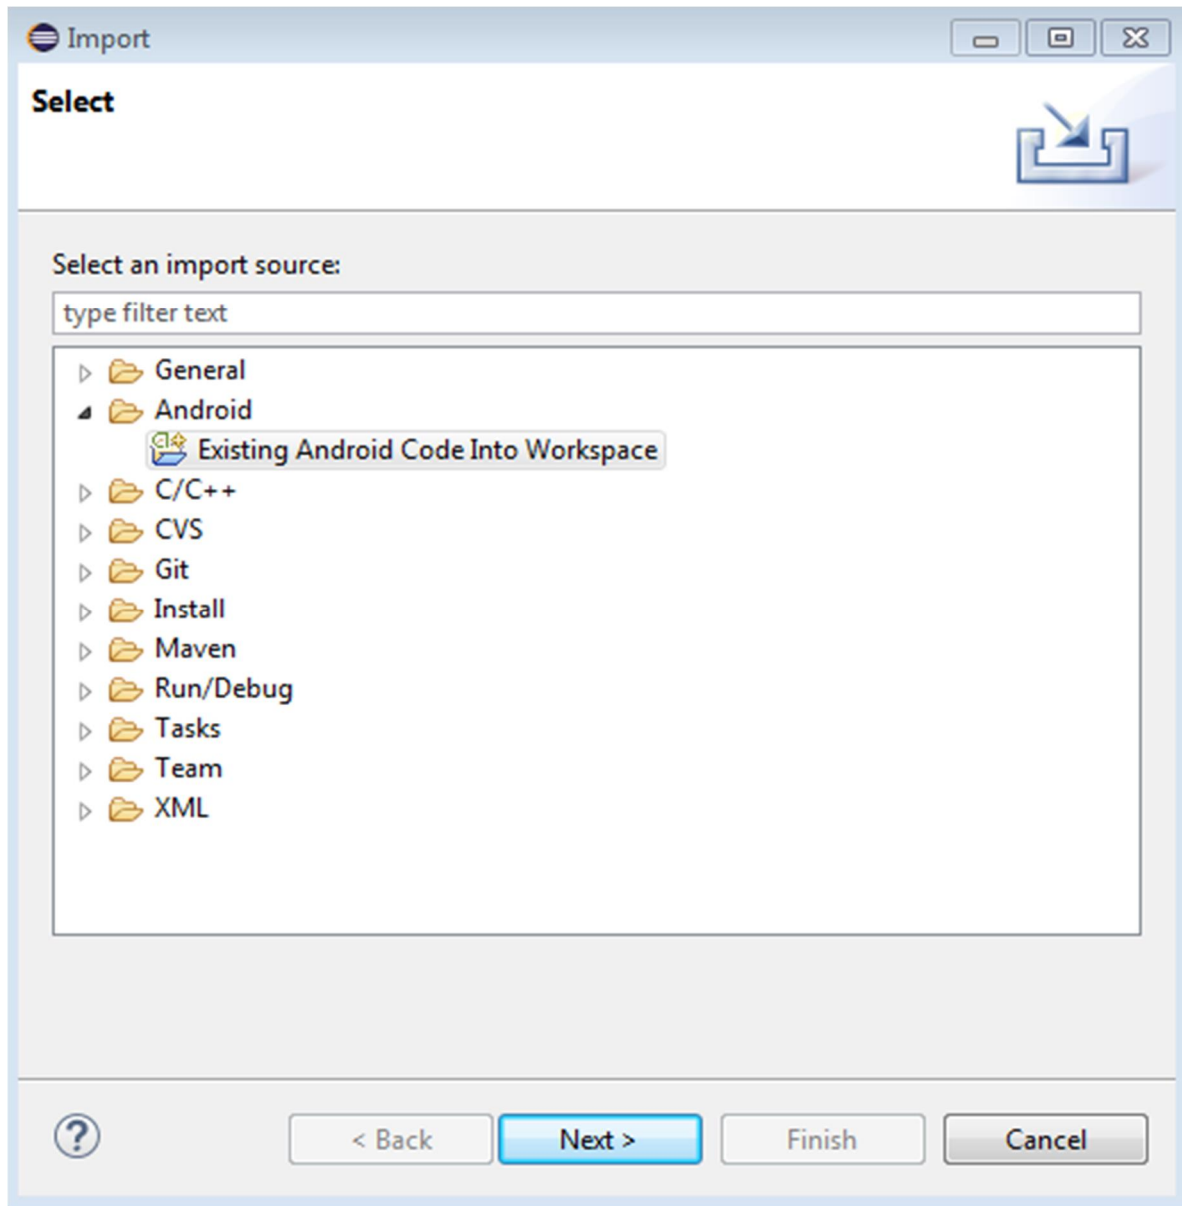 Import
Select
Select an import source:
type filter text
General
Android
Existing Android Code Into Workspace
C/C++
CVS
Git
Install
Maven
Run/Debug
Tasks
Team
XML
?
< Back Next > Finish Cancel